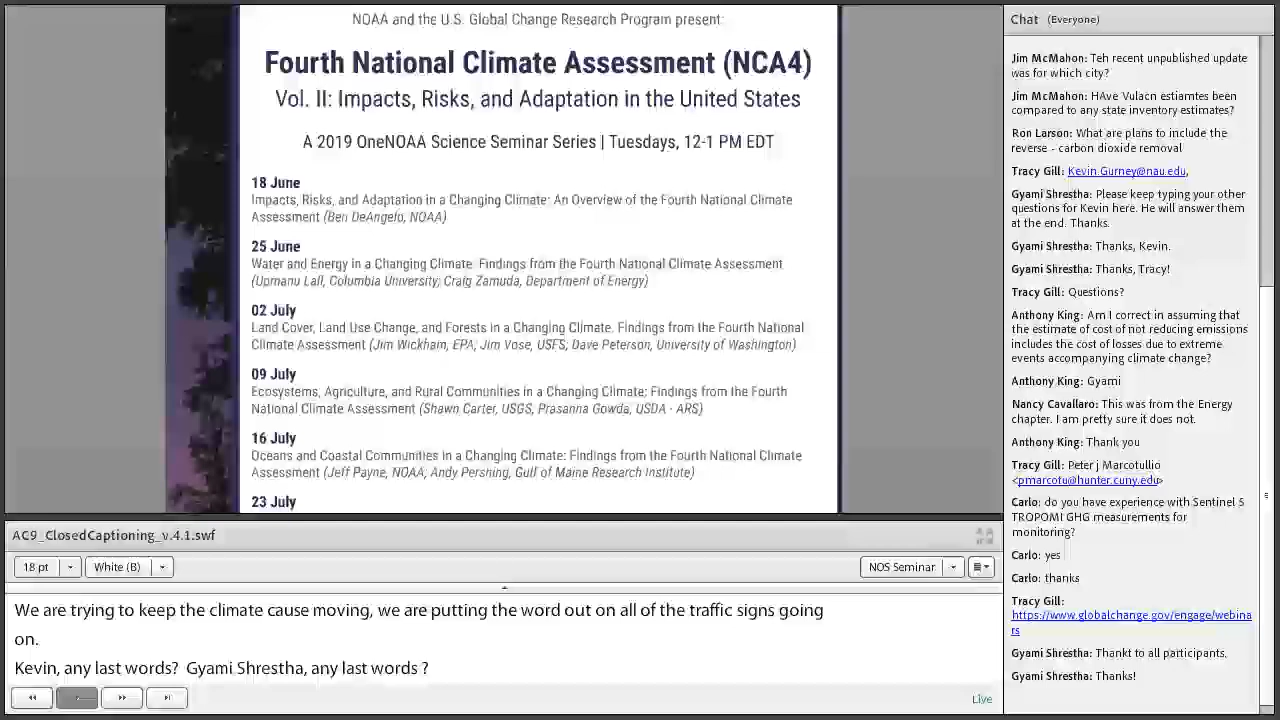 NOAA and the U.S. Global Change Research Program present:
Fourth National Climate Assessment (NCA4)
Vol. II: Impacts, Risks, and Adaptation in the United States
A 2019 OneNOAA Science Seminar Series | Tuesdays, 12-1 PM EDT
18 June
Impacts, Risks, and Adaptation in a Changing Climate: An Overview of the Fourth National Climate
Assessment (Ben DeAngelo, NOAA)
25 June
Water and Energy in a Changing Climate: Findings from the Fourth National Climate Assessment
(Upmanu Lall, Columbia University; Craig Zamuda, Department of Energy)
02 July
Land Cover, Land Use Change, and Forests in a Changing Climate: Findings from the Fourth National
Climate Assessment (Jim Wickham, EPA; Jim Vose, USFS; Dave Peterson, University of Washington)
09 July
Ecosystems, Agriculture, and Rural Communities in a Changing Climate: Findings from the Fourth
National Climate Assessment (Shawn Carter, USGS, Prasanna Gowda, USDA - ARS)
16 July
Oceans and Coastal Communities in a Changing Climate: Findings from the Fourth National Climate
Assessment (Jeff Payne, NOAA; Andy Pershing, Gulf of Maine Research Institute)
23 July
AC9_ClosedCaptioning_v.4.1.swf
18 pt
White (B)
NOS Seminar
We are trying to keep the climate cause moving, we are putting the word out on all of the traffic signs going
on.
Kevin, any last words?  Gyami Shrestha, any last words ?
Live
Chat (Everyone)
Jim McMahon: Teh recent unpublished update
was for which city?
Jim McMahon: HAve Vulacn estiamtes been
compared to any state inventory estimates?
Ron Larson: What are plans to include the
reverse - carbon dioxide removal
Tracy Gill: Kevin.Gurney@nau.edu,
Gyami Shrestha: Please keep typing your other
questions for Kevin here. He will answer them
at the end. Thanks.
Gyami Shrestha: Thanks, Kevin.
Gyami Shrestha: Thanks, Tracy!
Tracy Gill: Questions?
Anthony King: Am I correct in assuming that
the estimate of cost of not reducing emissions
includes the cost of losses due to extreme
events accompanying climate change?
Anthony King: Gyami
Nancy Cavallaro: This was from the Energy
chapter. I am pretty sure it does not.
Anthony King: Thank you
Tracy Gill: Peter j Marcotullio
<pmarcotu@hunter.cuny.edu>
Carlo: do you have experience with Sentinel 5
TROPOMI GHG measurements for
monitoring?
Carlo: yes
Carlo: thanks
Tracy Gill:
https://www.globalchange.gov/engage/webina
rs
Gyami Shrestha: Thankt to all participants.
Gyami Shrestha: Thanks!